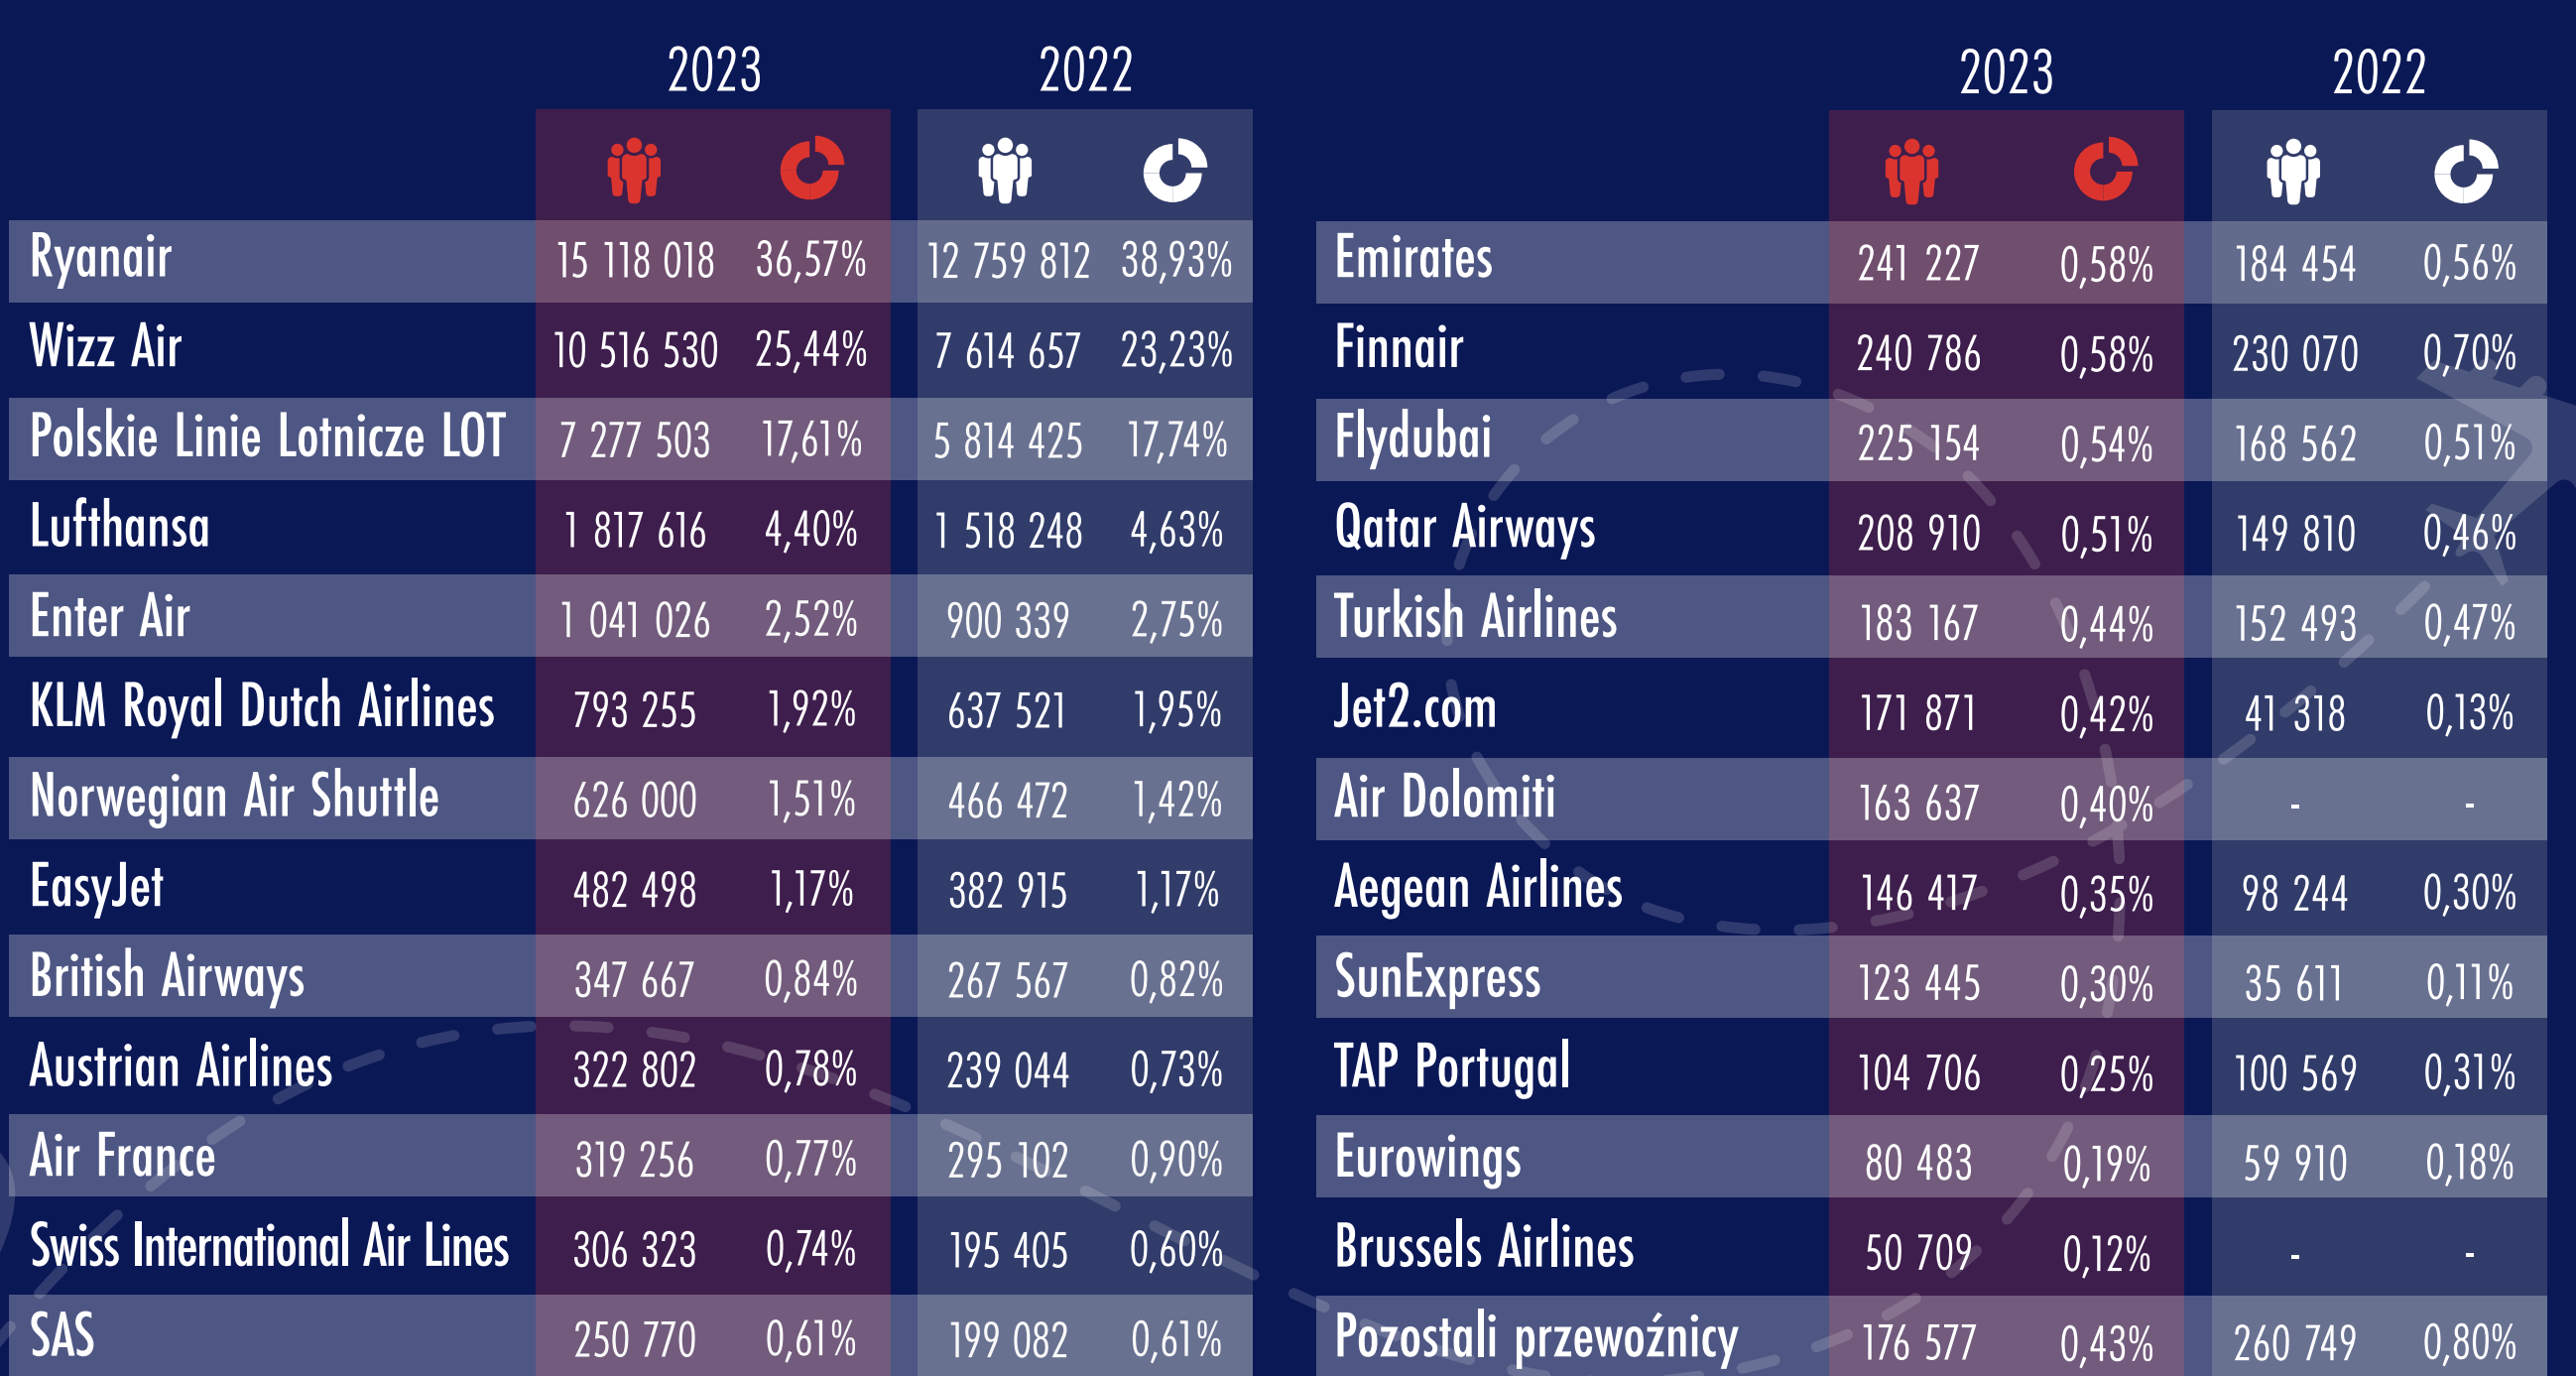 2023 2022
Ryanair 15 118 018 36,57% 12 759 812 38,93%
Wizz Air 10 516 530 25,44% 7 614 657 23,23%
Polskie Linie Lotnicze LOT 7 277 503 17,61% 5 814 425 17,74%
Lufthansa 1 817 616 4,40% 1 518 248 4,63%
Enter Air 1 041 026 2,52% 900 339 2,75%
KLM Royal Dutch Airlines 793 255 1,92% 637 521 1,95%
Norwegian Air Shuttle 626 000 1,51% 466 472 1,42%
EasyJet 482 498 1,17% 382 915 1,17%
British Airways 347 667 0,84% 267 567 0,82%
Austrian Airlines 322 802 0,78% 239 044 0,73%
Air France 319 256 0,77% 295 102 0,90%
Swiss International Air Lines 306 323 0,74% 195 405 0,60%
SAS 250 770 0,61% 199 082 0,61%
2023 2022
Emirates 241 227 0,58% 184 454 0,56%
Finnair 240 786 0,58% 230 070 0,70%
Flydubai 225 154 0,54% 168 562 0,51%
Qatar Airways 208 910 0,51% 149 810 0,46%
Turkish Airlines 183 167 0,44% 152 493 0,47%
Jet2.com 171 871 0,42% 41 318 0,13%
Air Dolomiti 163 637 0,40% - -
Aegean Airlines 146 417 0,35% 98 244 0,30%
SunExpress 123 445 0,30% 35 611 0,11%
TAP Portugal 104 706 0,25% 100 569 0,31%
Eurowings 80 483 0,19% 59 910 0,18%
Brussels Airlines 50 709 0,12% - -
Pozostali przewoźnicy 176 577 0,43% 260 749 0,80%